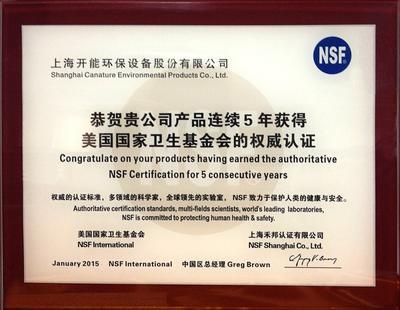 上海开能环保设备股份有限公司
Shanghai Canature Environmental Products Co., Ltd.
NSF
恭贺贵公司产品连续5年获得
美国国家卫生基金会的权威认证
Congratulate on your products having earned the authoritative
NSF Certification for 5 consecutive years
权威的认证标准，多领域的科学家，全球领先的实验室， NSF 致力于保护人类的健康与安全。
Authoritative certification standards, multi-fields scientists, world's leading laboratories,
NSF is committed to protecting human health & safety.
美国国家卫生基金会 上海禾邦认证有限公司
NSF International NSF Shanghai Co., Ltd.
January 2015 NSF International 中国区总经理 Greg Brown